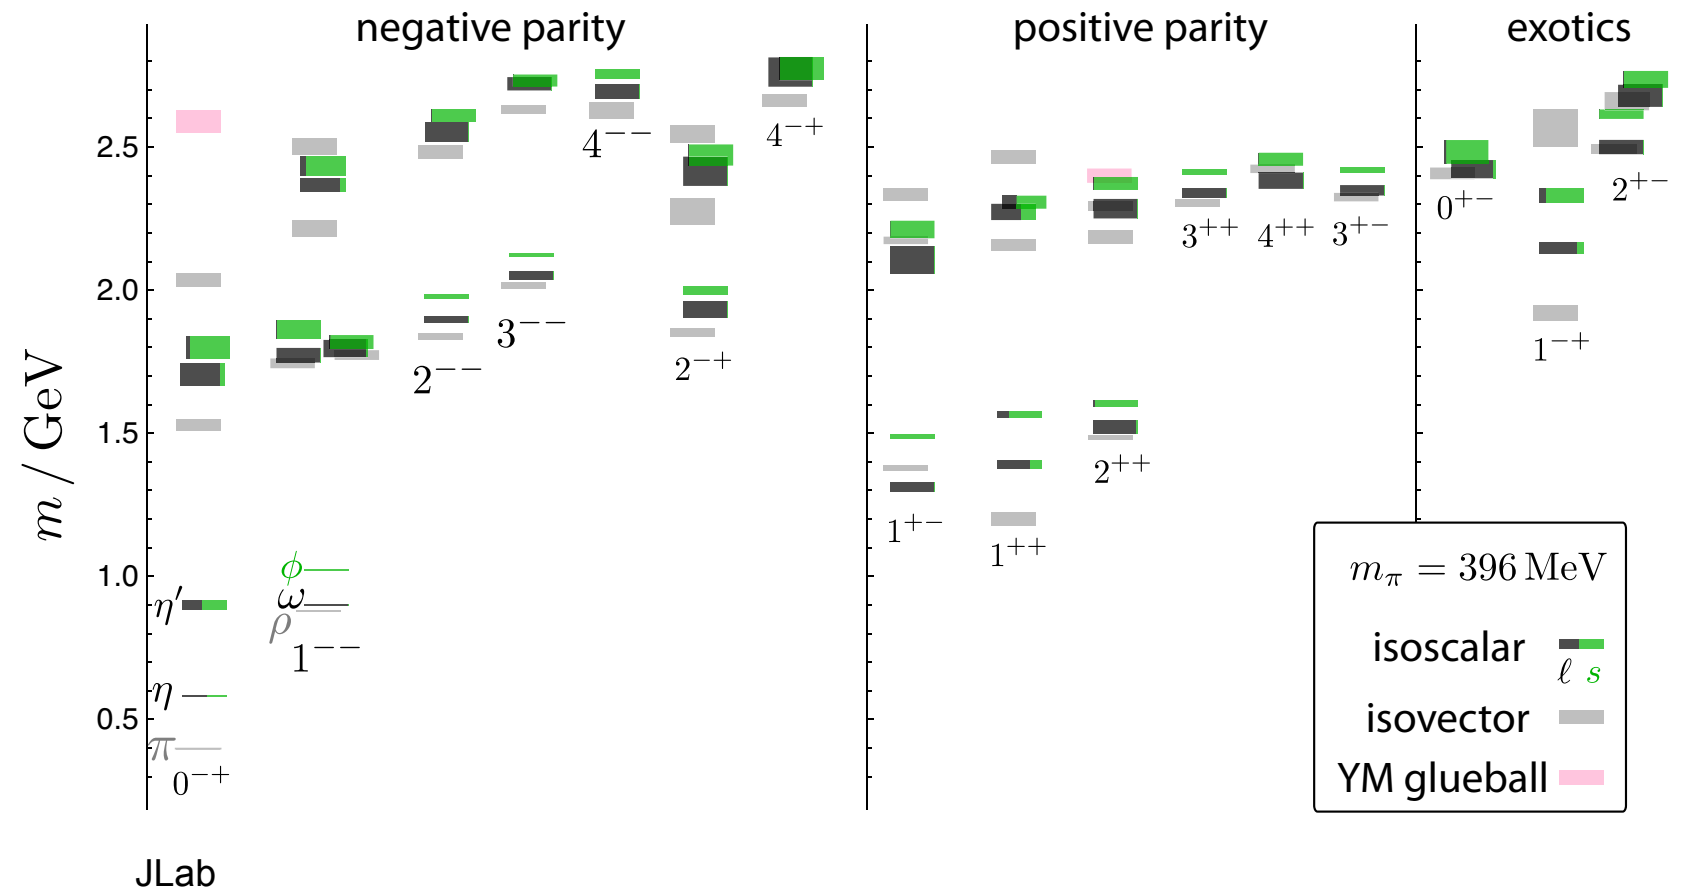 negative parity
positive parity
exotics
m / GeV
2.5
2.0
1.5
1.0
0.5
4⁻⁻
4⁻⁺
3⁻⁻
2⁻⁻
2⁻⁺
ϕ
ω
ρ
1⁻⁻
η′
η
π
0⁻⁺
3⁺⁺
4⁺⁺
3⁺⁻
2⁺⁺
1⁺⁻
1⁺⁺
0⁺⁻
2⁺⁻
1⁻⁺
m_π = 396 MeV
isoscalar
ℓ s
isovector
YM glueball
JLab